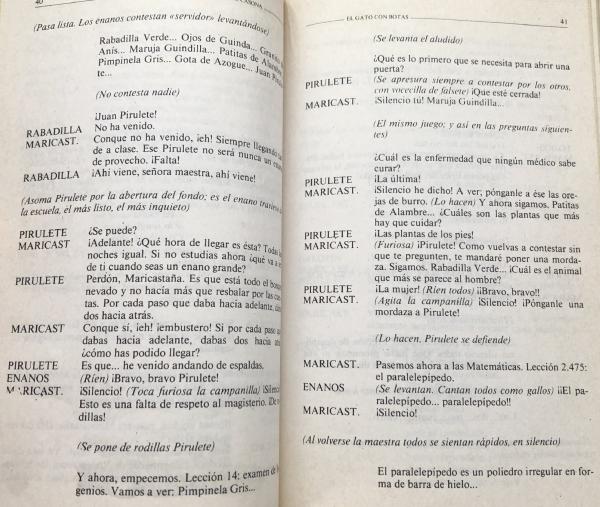 40
CASONA
(Pasa lista. Los enanos contestan «servidor» levantándose)
Rabadilla Verde... Ojos de Guinda...
Anís... Maruja Guindilla... Patitas de
Pimpinela Gris... Gota de Azogue... Juan
te...
(No contesta nadie)
¡Juan Pirulete!
RABADILLA No ha venido.
MARICAST. Conque no ha venido, ¡eh! Siempre llegando
a de clase. Ese Pirulete no será nunca un
de provecho. ¡Falta!
RABADILLA ¡Ahí viene, señora maestra, ahí viene!
(Asoma Pirulete por la abertura del fondo; es el enano
la escuela, el más listo, el más inquieto)
PIRULETE ¿Se puede?
MARICAST ¡Adelante! ¿Qué hora de llegar es ésta?
noches igual. Si no estudias ahora ¿qué va
de ti cuando seas un enano grande?
PIRULETE Perdón, Maricastaña. Es que está todo el
nevado y no hace más que resbalar por las
tas. Por cada paso que daba hacia adelante,
dos hacia atrás.
MARICAST Conque sí, ¡eh! ¡embustero! Si por cada
dabas hacia adelante, dabas dos hacia
¿cómo has podido llegar?
PIRULETE Es que... he venido andando de espaldas.
ENANOS (Ríen) ¡Bravo, bravo Pirulete!
MARICAST. ¡Silencio! (Toca furiosa la campanilla)
Esto es una falta de respeto al magisterio.
dillas!
(Se pone de rodillas Pirulete)
Y ahora, empecemos. Lección 14: examen de
genios. Vamos a ver: Pimpinela Gris...
EL GATO CON BOTAS 41
(Se levanta el aludido)
¿Qué es lo primero que se necesita para abrir una
puerta?
PIRULETE (Se apresura siempre a contestar por los otros,
con vocecilla de falsete) ¡Que esté cerrada!
MARICAST. ¡Silencio tú! Maruja Guindilla...
(El mismo juego; y así en las preguntas siguien-
tes)
¿Cuál es la enfermedad que ningún médico sabe
curar?
PIRULETE ¡La última!
MARICAST. ¡Silencio he dicho! A ver, pónganle a ése las ore-
jas de burro. (Lo hacen) Y ahora sigamos. Patitas
de Alambre... ¿Cuáles son las plantas que más
hay que cuidar?
PIRULETE ¡Las plantas de los pies!
MARICAST. (Furiosa) ¡Pirulete! Como vuelvas a contestar sin
que te pregunten, te mandaré poner una morda-
za. Sigamos. Rabadilla Verde... ¿Cuál es el animal
que más se parece al hombre?
PIRULETE ¡La mujer! (Ríen todos) ¡¡Bravo, bravo!!
MARICAST. (Agita la campanilla) ¡Silencio! ¡Pónganle una
mordaza a Pirulete!
(Lo hacen, Pirulete se defiende)
MARICAST. Pasemos ahora a las Matemáticas. Lección 2.475:
el paralelepipedo.
ENANOS (Se levantan. Cantan todos como gallos) ¡¡El pa-
ralelepípedo... paralelepípedo!!
MARICAST. ¡Silencio!
(Al volverse la maestra todos se sientan rápidos, en silencio)
El paralelepípedo es un poliedro irregular en for-
ma de barra de hielo...